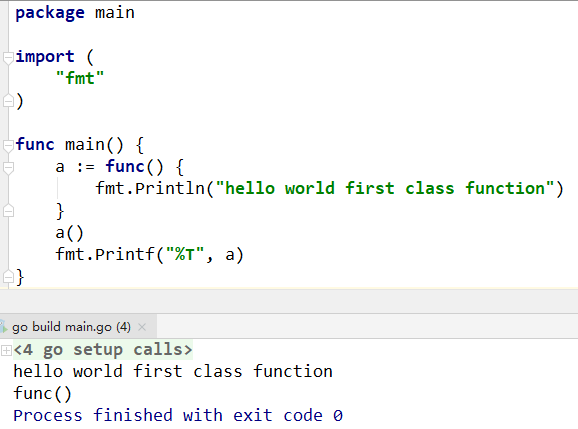 package main
import (
    "fmt"
)
func main() {
    a := func() {
        fmt.Println("hello world first class function")
    }
    a()
    fmt.Printf("%T", a)
}
go build main.go (4) ×
<4 go setup calls>
hello world first class function
func()
Process finished with exit code 0